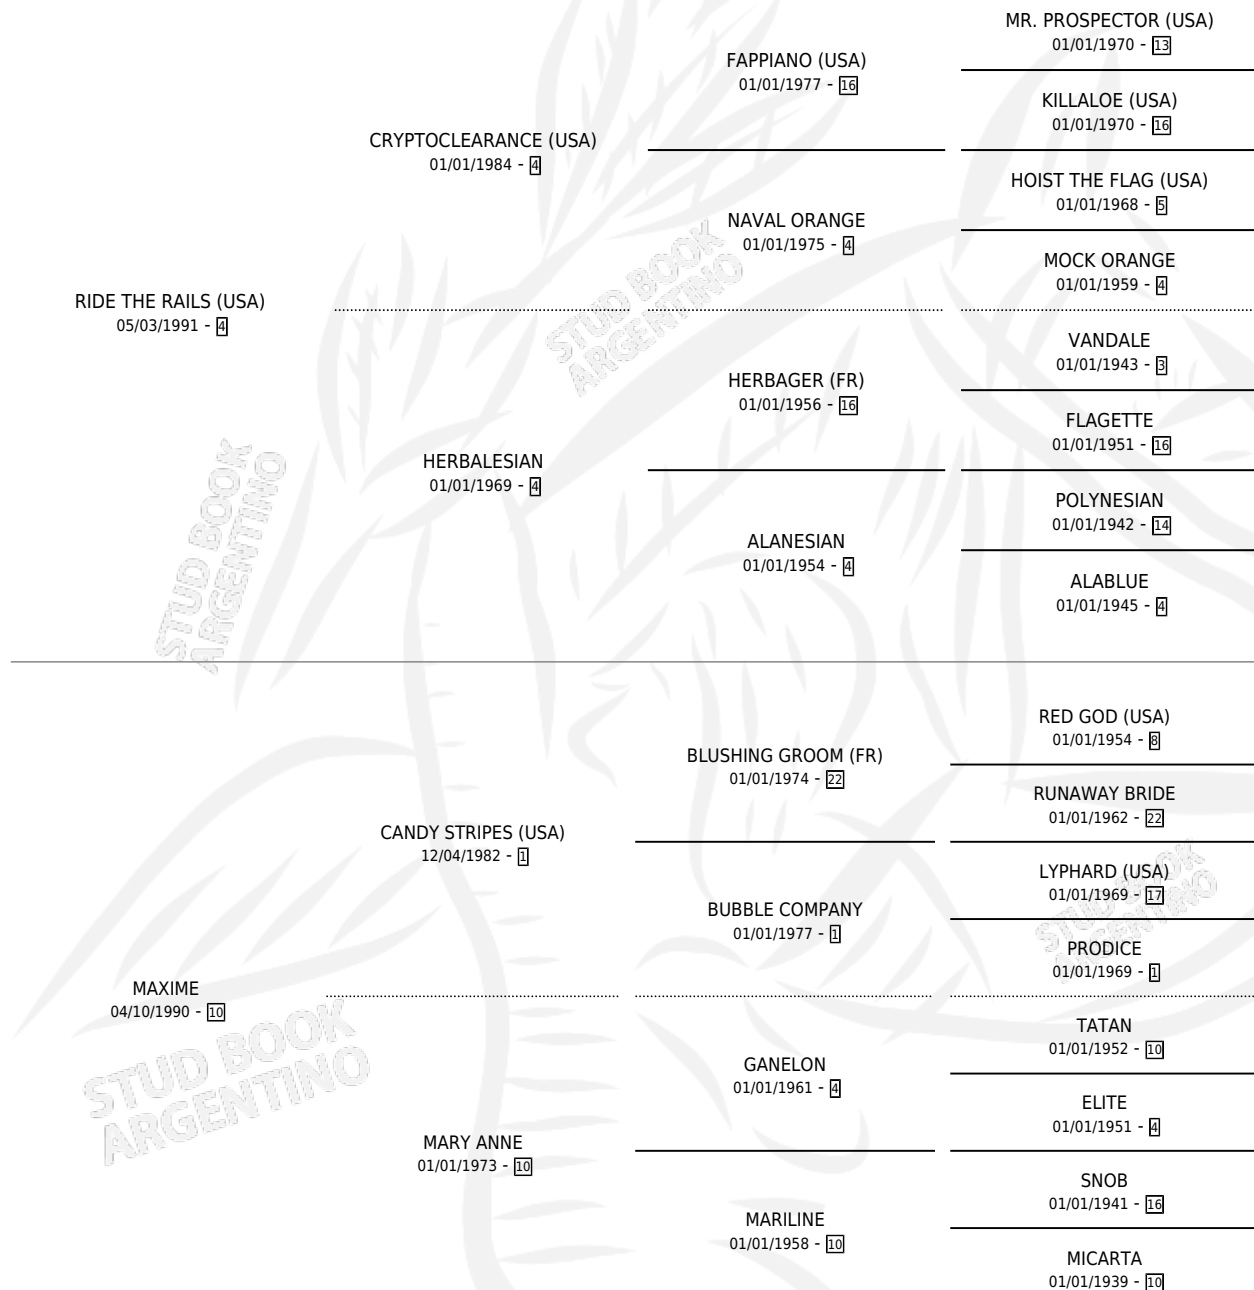 MR. PROSPECTOR (USA)
01/01/1970 - 13
FAPPIANO (USA)
01/01/1977 - 16
KILLALOE (USA)
01/01/1970 - 16
CRYPTOCLEARANCE (USA)
01/01/1984 - 4
HOIST THE FLAG (USA)
01/01/1968 - 5
NAVAL ORANGE
01/01/1975 - 4
MOCK ORANGE
01/01/1959 - 4
RIDE THE RAILS (USA)
05/03/1991 - 4
VANDALE
01/01/1943 - 3
HERBAGER (FR)
01/01/1956 - 16
FLAGETTE
01/01/1951 - 16
HERBALESIAN
01/01/1969 - 4
POLYNESIAN
01/01/1942 - 14
ALANESIAN
01/01/1954 - 4
ALABLUE
01/01/1945 - 4
STUD BOOK
ARGENTINO
STUD BOOK
ARGENTINO
RED GOD (USA)
01/01/1954 - 8
BLUSHING GROOM (FR)
01/01/1974 - 22
RUNAWAY BRIDE
01/01/1962 - 22
CANDY STRIPES (USA)
12/04/1982 - 1
LYPHARD (USA)
01/01/1969 - 17
BUBBLE COMPANY
01/01/1977 - 1
PRODICE
01/01/1969 - 1
STUD BOOK
ARGENTINO
MAXIME
04/10/1990 - 10
TATAN
01/01/1952 - 10
GANELON
01/01/1961 - 4
ELITE
01/01/1951 - 4
MARY ANNE
01/01/1973 - 10
SNOB
01/01/1941 - 16
MARILINE
01/01/1958 - 10
MICARTA
01/01/1939 - 10
STUD BOOK
ARGENTINO